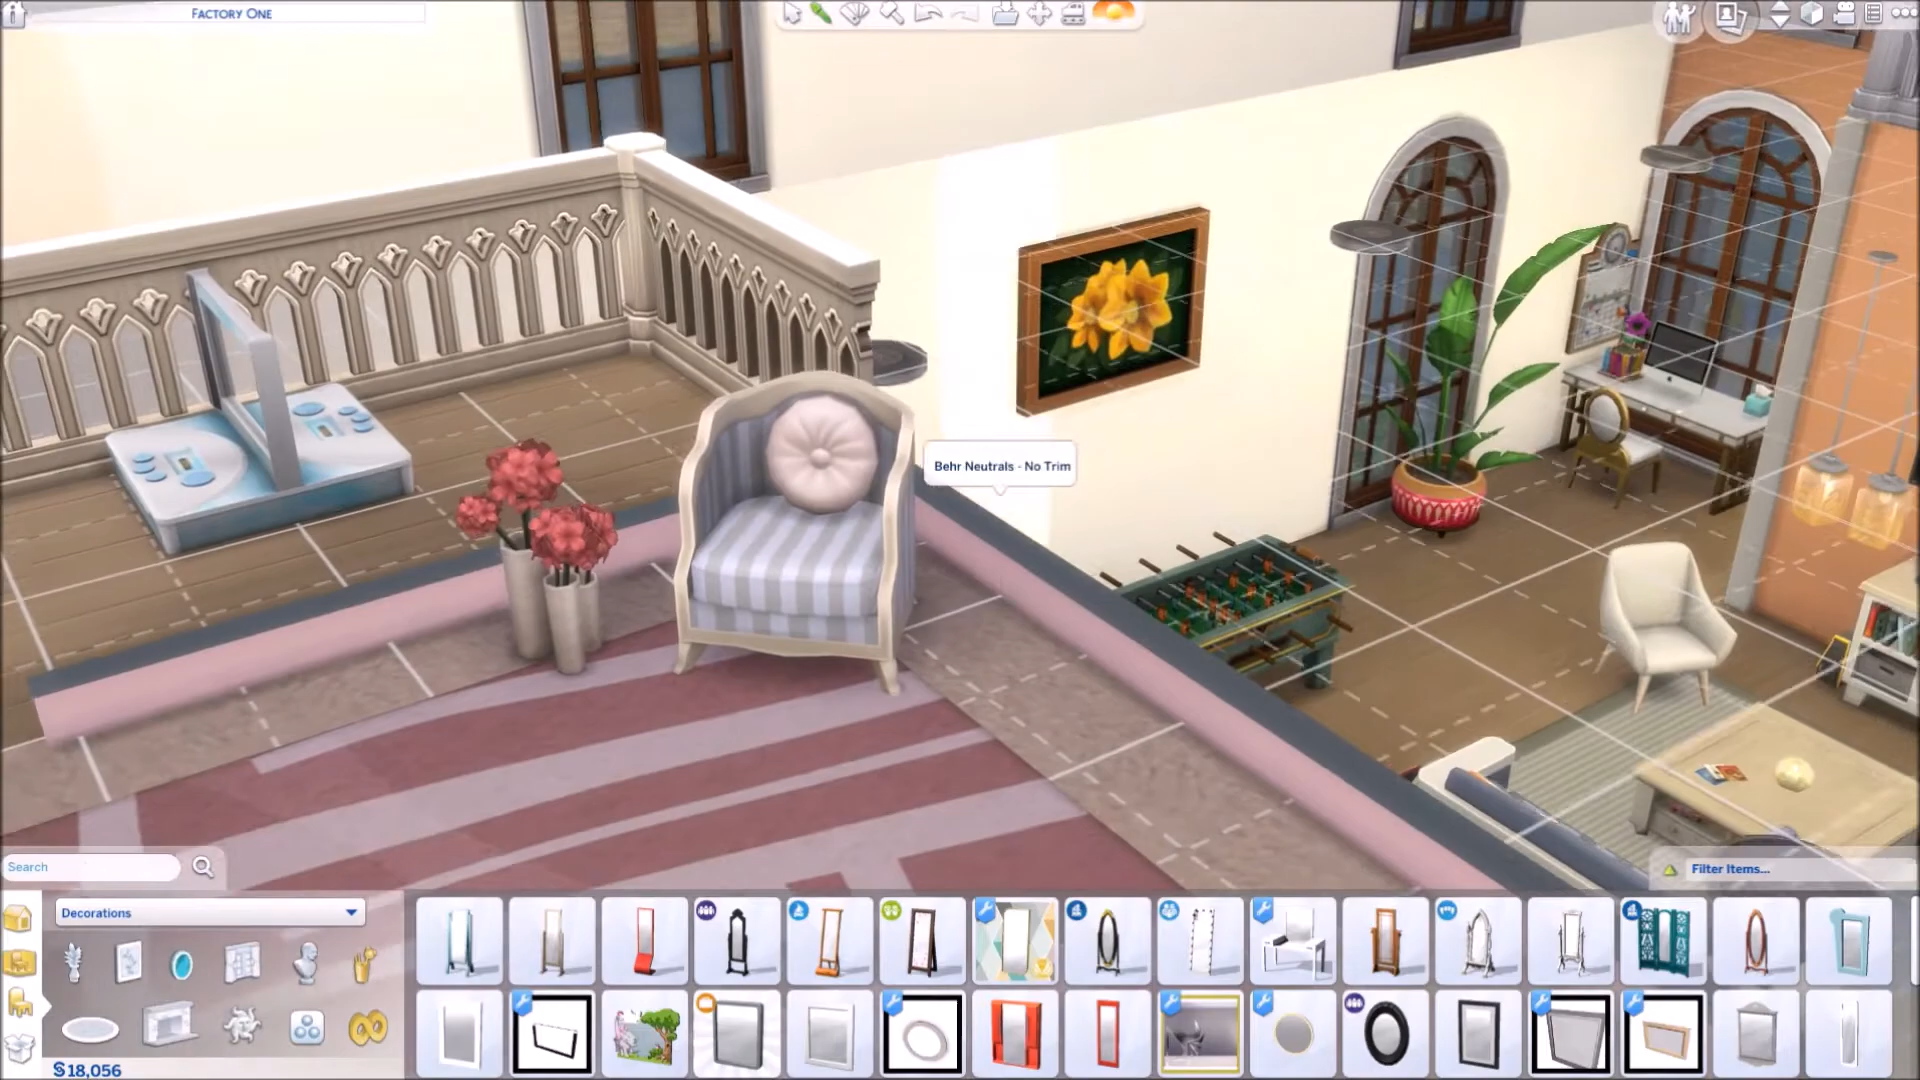 Factory One
Behr Neutrals - No Trim
Search
Filter Items...
Decorations
§18,056